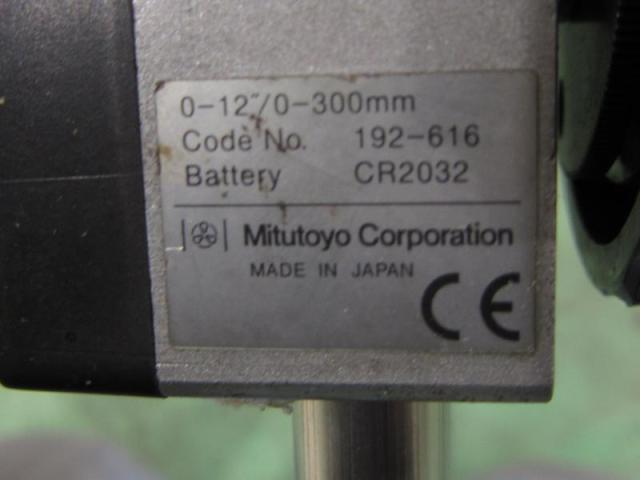 0-12"/0-300mm
Code No. 192-616
Battery CR2032
Mitutoyo Corporation
MADE IN JAPAN
CE